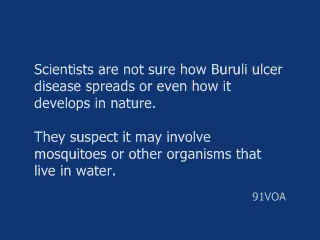 Scientists are not sure how Buruli ulcer
disease spreads or even how it
develops in nature.
They suspect it may involve
mosquitoes or other organisms that
live in water.
91VOA